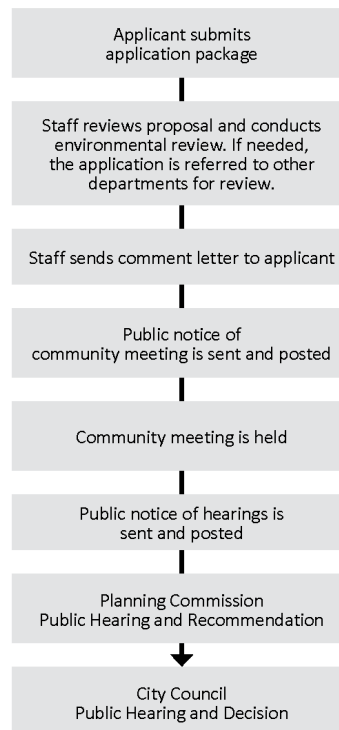 Applicant submits
application package
Staff reviews proposal and conducts
environmental review. If needed,
the application is referred to other
departments for review.
Staff sends comment letter to applicant
Public notice of
community meeting is sent and posted
Community meeting is held
Public notice of hearings is
sent and posted
Planning Commission
Public Hearing and Recommendation
City Council
Public Hearing and Decision